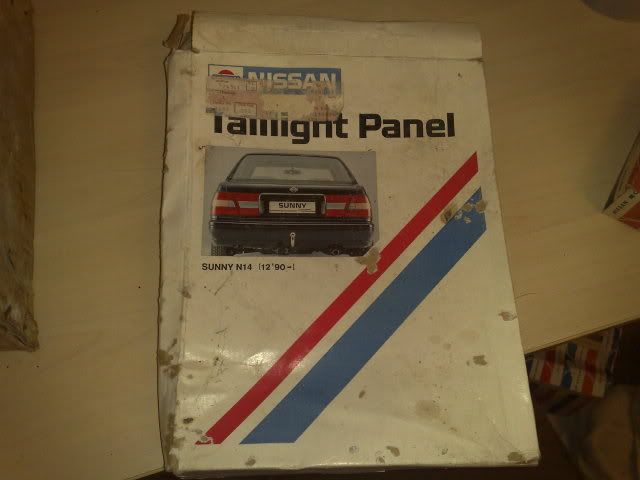 NISSAN
Taillight Panel
SUNNY
SUNNY N14 (12'90-)